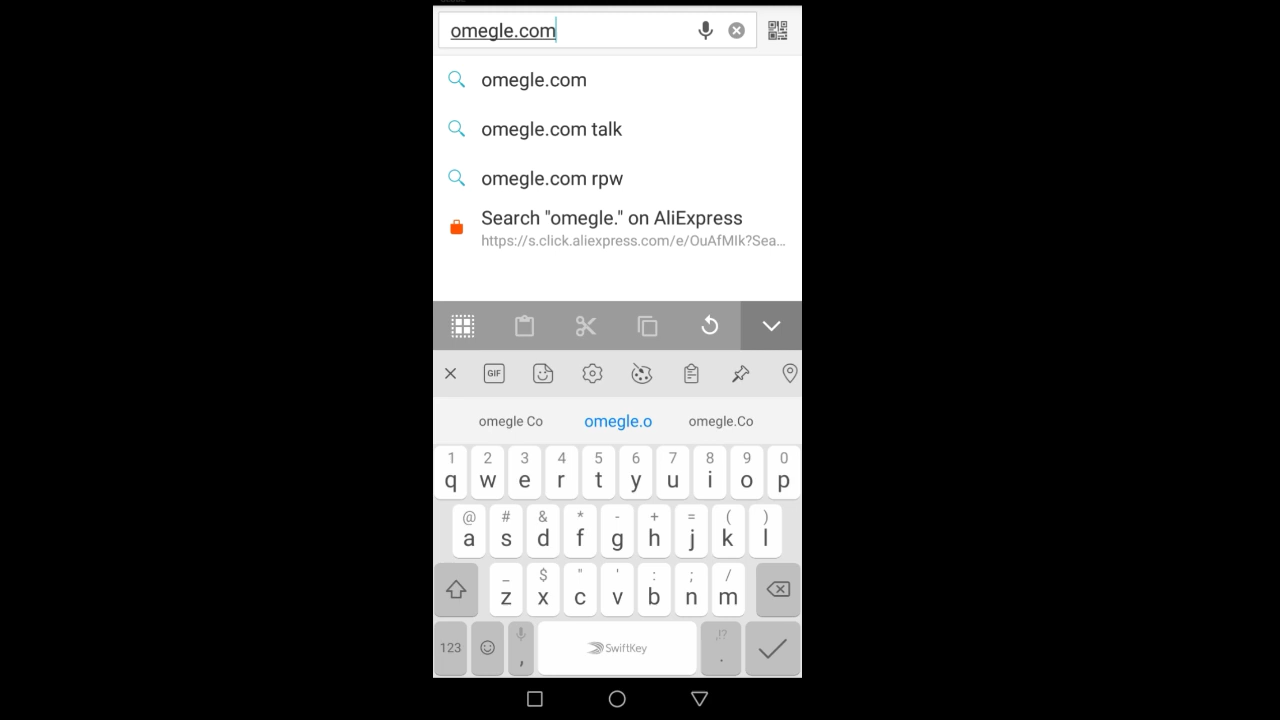 omegle.com
omegle.com
omegle.com talk
omegle.com rpw
Search "omegle." on AliExpress
https://s.click.aliexpress.com/e/OuAfMIk?Sea...
GIF
omegle Co omegle.o omegle.Co
1 2 3 4 5 6 7 8 9 0
q w e r t y u i o p
@ # & * - + = ( )
a s d f g h j k l
_ $ " ' : ; /
z x c v b n m
,!?
123 , SwiftKey .